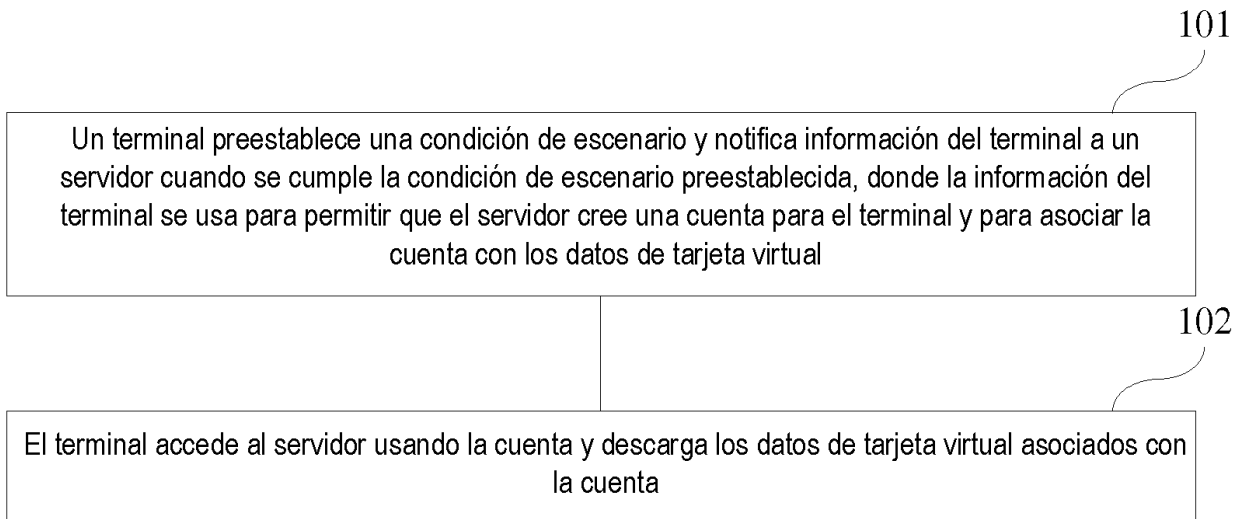 101
Un terminal preestablece una condición de escenario y notifica información del terminal a un
servidor cuando se cumple la condición de escenario preestablecida, donde la información del
terminal se usa para permitir que el servidor cree una cuenta para el terminal y para asociar la
cuenta con los datos de tarjeta virtual
102
El terminal accede al servidor usando la cuenta y descarga los datos de tarjeta virtual asociados con
la cuenta